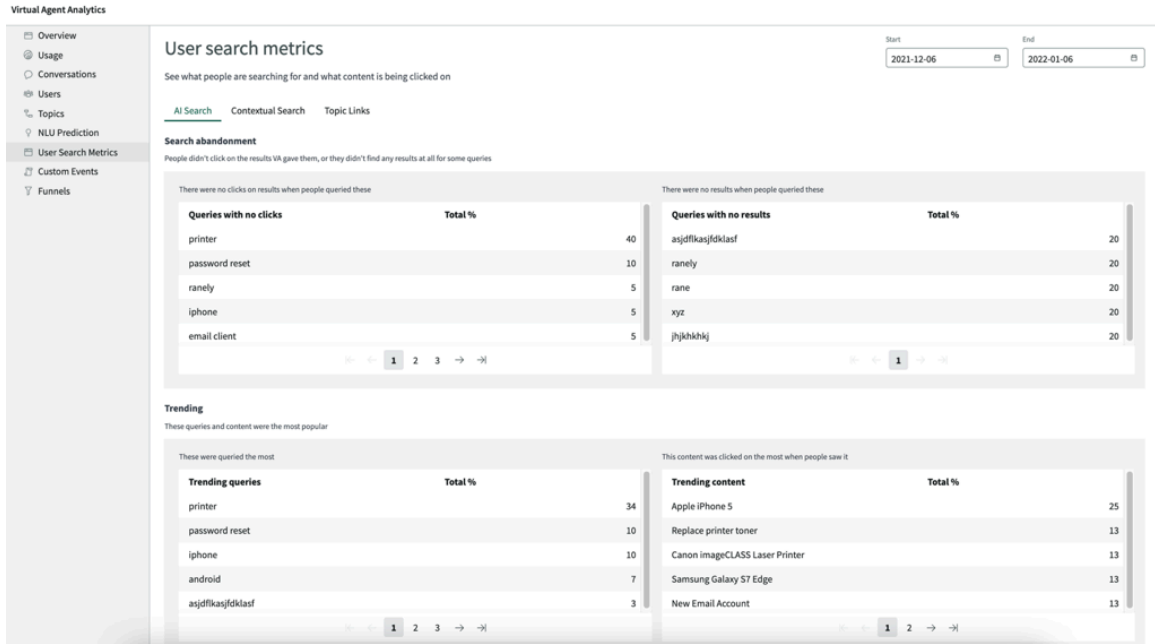 Virtual Agent Analytics
Overview
Usage
Conversations
Users
Topics
NLU Prediction
User Search Metrics
Custom Events
Funnels
User search metrics
See what people are searching for and what content is being clicked on
Start
2021-12-06
End
2022-01-06
AI Search Contextual Search Topic Links
Search abandonment
People didn't click on the results VA gave them, or they didn't find any results at all for some queries
There were no clicks on results when people queried these
Queries with no clicks Total %
printer 40
password reset 10
ranely 5
iphone 5
email client 5
1 2 3
There were no results when people queried these
Queries with no results Total %
asjdflkasjfdklasf 20
ranely 20
rane 20
xyz 20
jhjkhkhkj 20
1
Trending
These queries and content were the most popular
These were queried the most
Trending queries Total %
printer 34
password reset 10
iphone 10
android 7
asjdflkasjfdklasf 3
1 2 3
This content was clicked on the most when people saw it
Trending content Total %
Apple iPhone 5 25
Replace printer toner 13
Canon imageCLASS Laser Printer 13
Samsung Galaxy S7 Edge 13
New Email Account 13
1 2